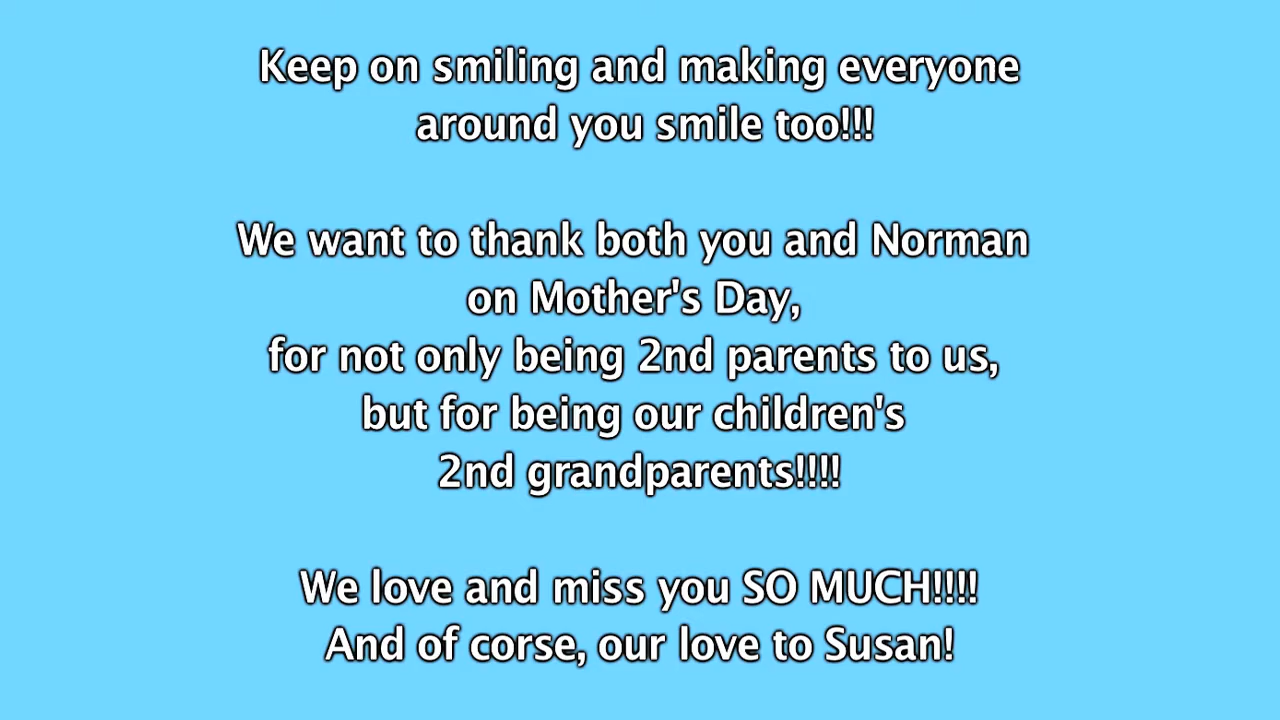 Keep on smiling and making everyone
around you smile too!!!
We want to thank both you and Norman
on Mother's Day,
for not only being 2nd parents to us,
but for being our children's
2nd grandparents!!!!
We love and miss you SO MUCH!!!!
And of corse, our love to Susan!